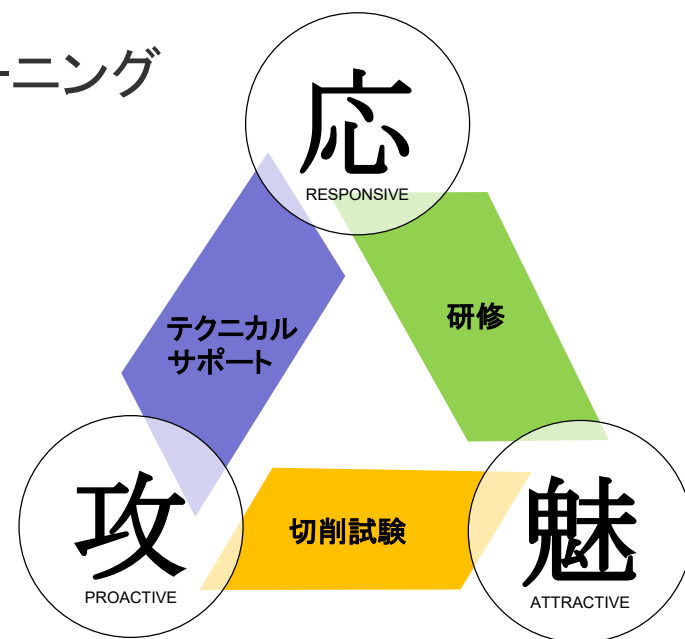 ーニング
応
RESPONSIVE
テクニカル
サポート
研修
攻
PROACTIVE
切削試験
魅
ATTRACTIVE